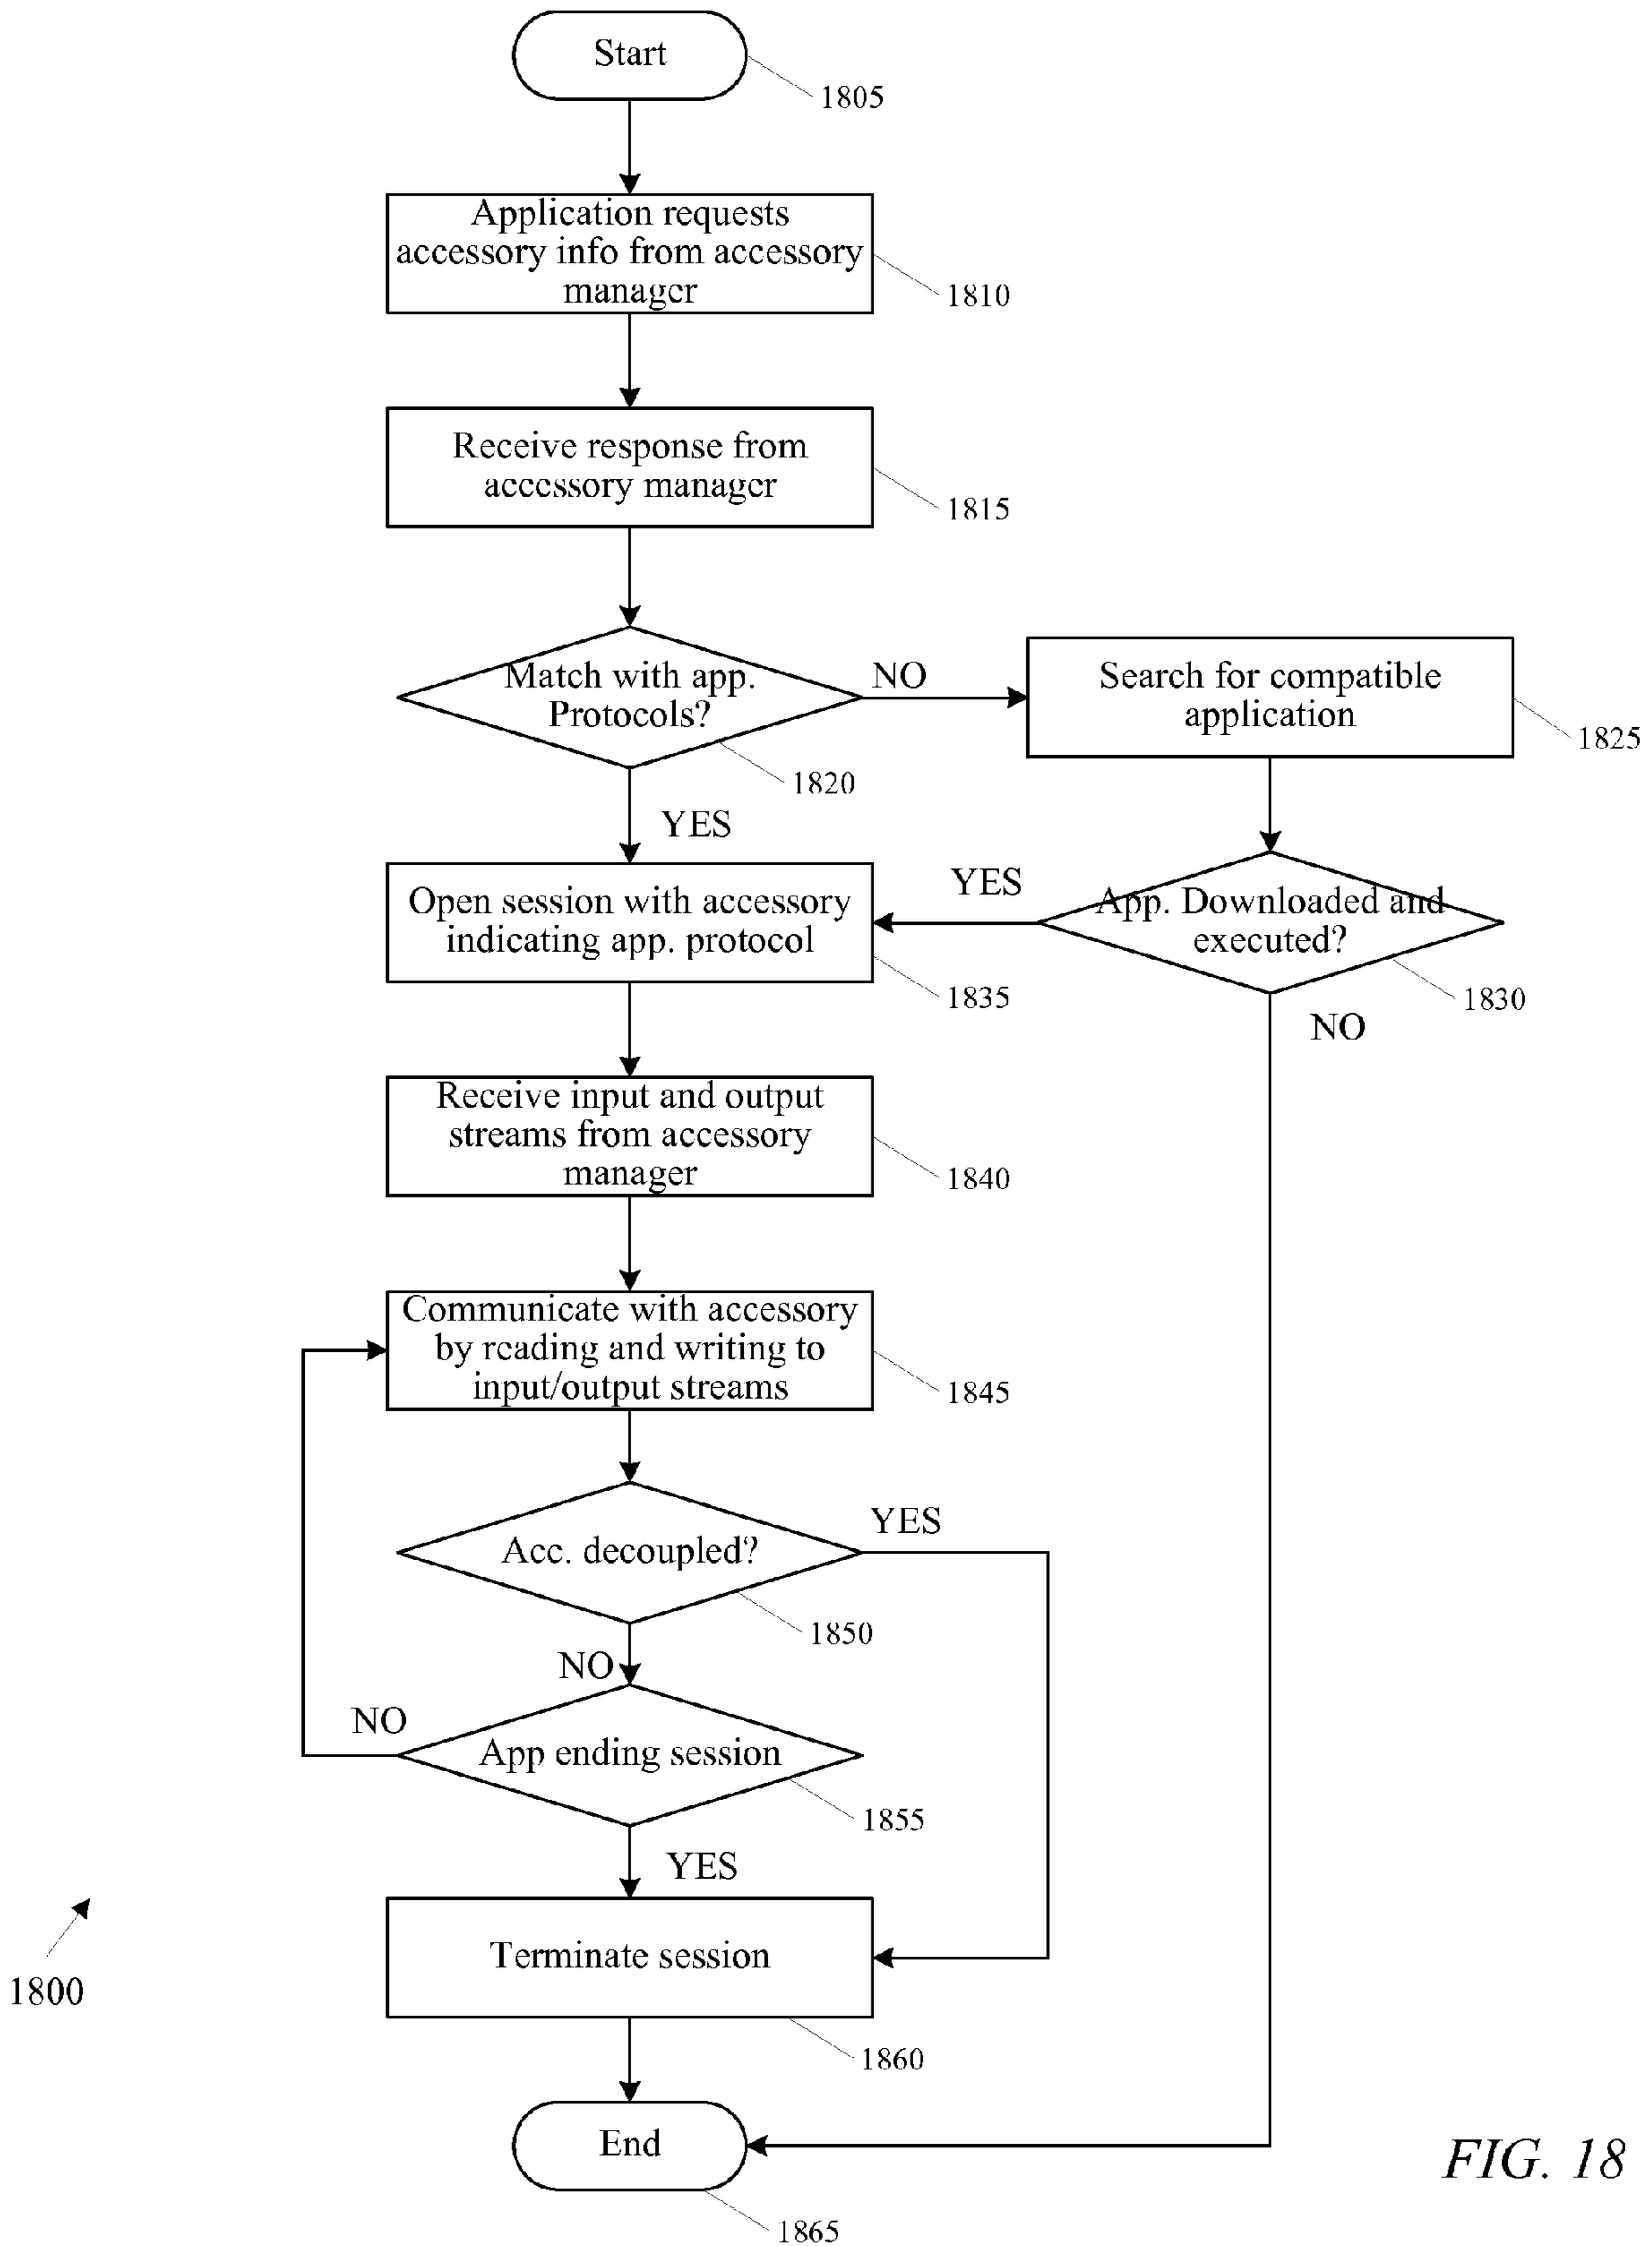 Start
1805
Application requests
accessory info from accessory
manager
1810
Receive response from
accessory manager
1815
Match with app.
Protocols?
1820
NO
Search for compatible
application
1825
YES
App. Downloaded and
executed?
1830
YES
NO
Open session with accessory
indicating app. protocol
1835
Receive input and output
streams from accessory
manager
1840
Communicate with accessory
by reading and writing to
input/output streams
1845
Acc. decoupled?
YES
1850
NO
App ending session
NO
1855
YES
Terminate session
1860
1800
End
1865
FIG. 18